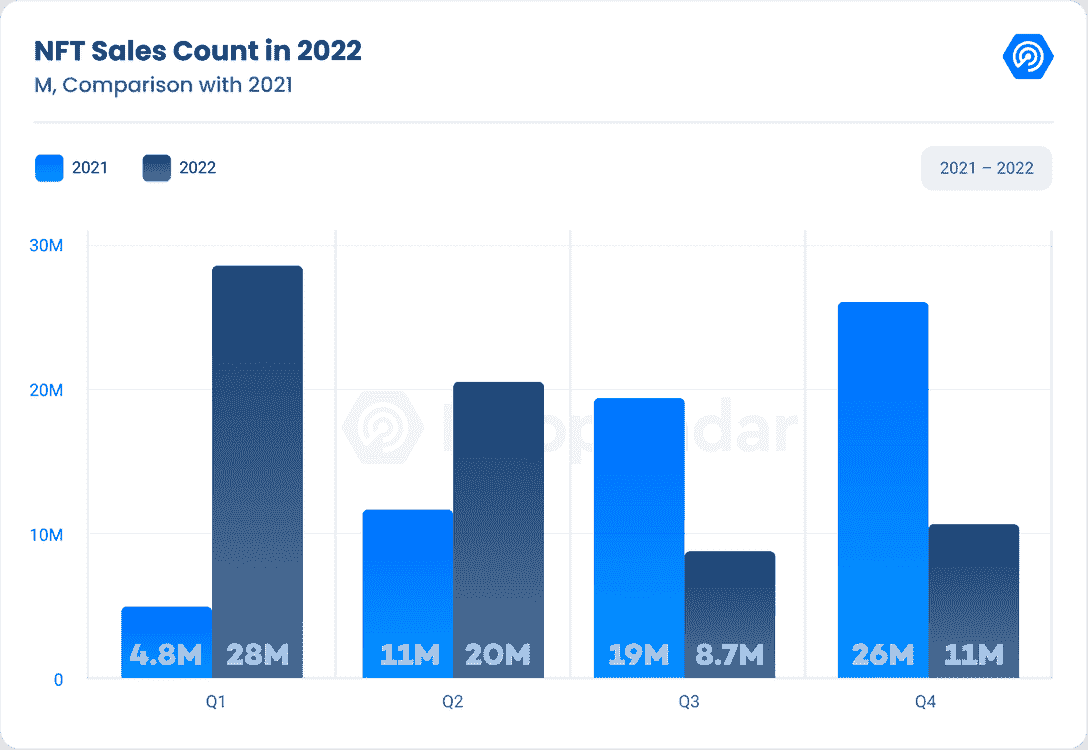 NFT Sales Count in 2022
M, Comparison with 2021
2021
2022
2021 – 2022
30M
20M
10M
0
4.8M
28M
11M
20M
19M
8.7M
26M
11M
Q1
Q2
Q3
Q4